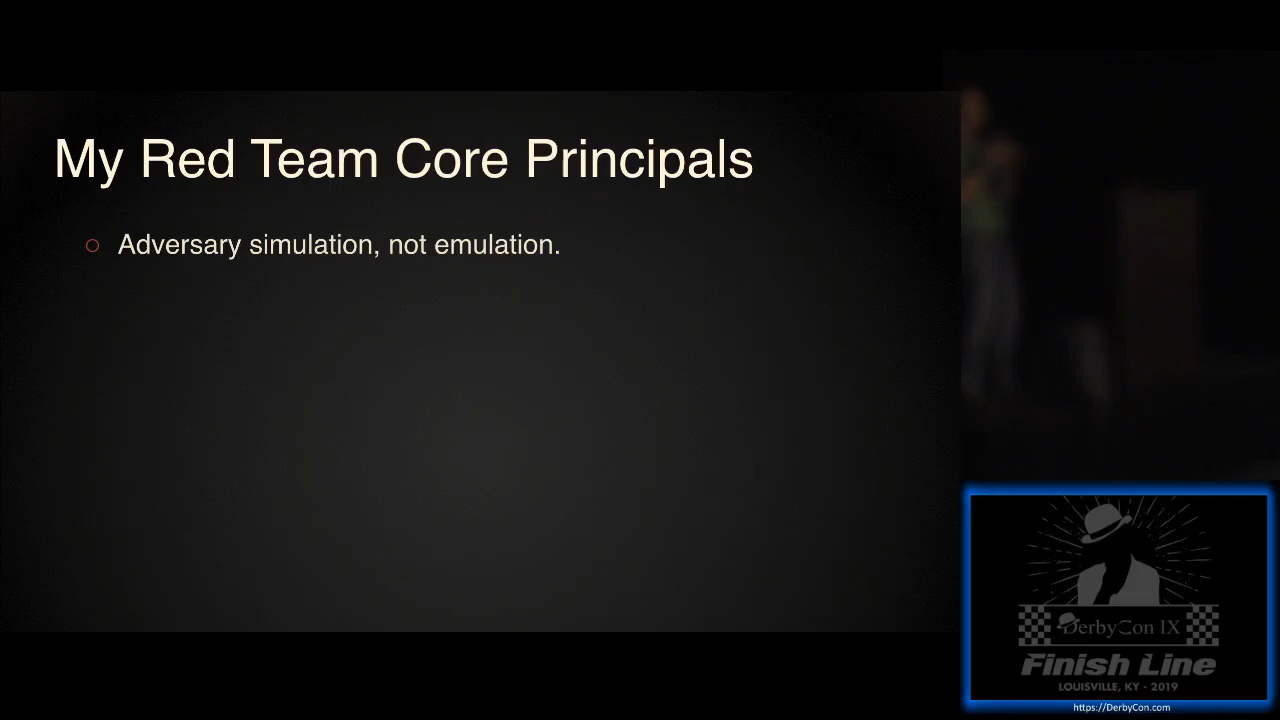 My Red Team Core Principals
Adversary simulation, not emulation.
DerbyCon IX
Finish Line
LOUISVILLE, KY - 2019
https://DerbyCon.com